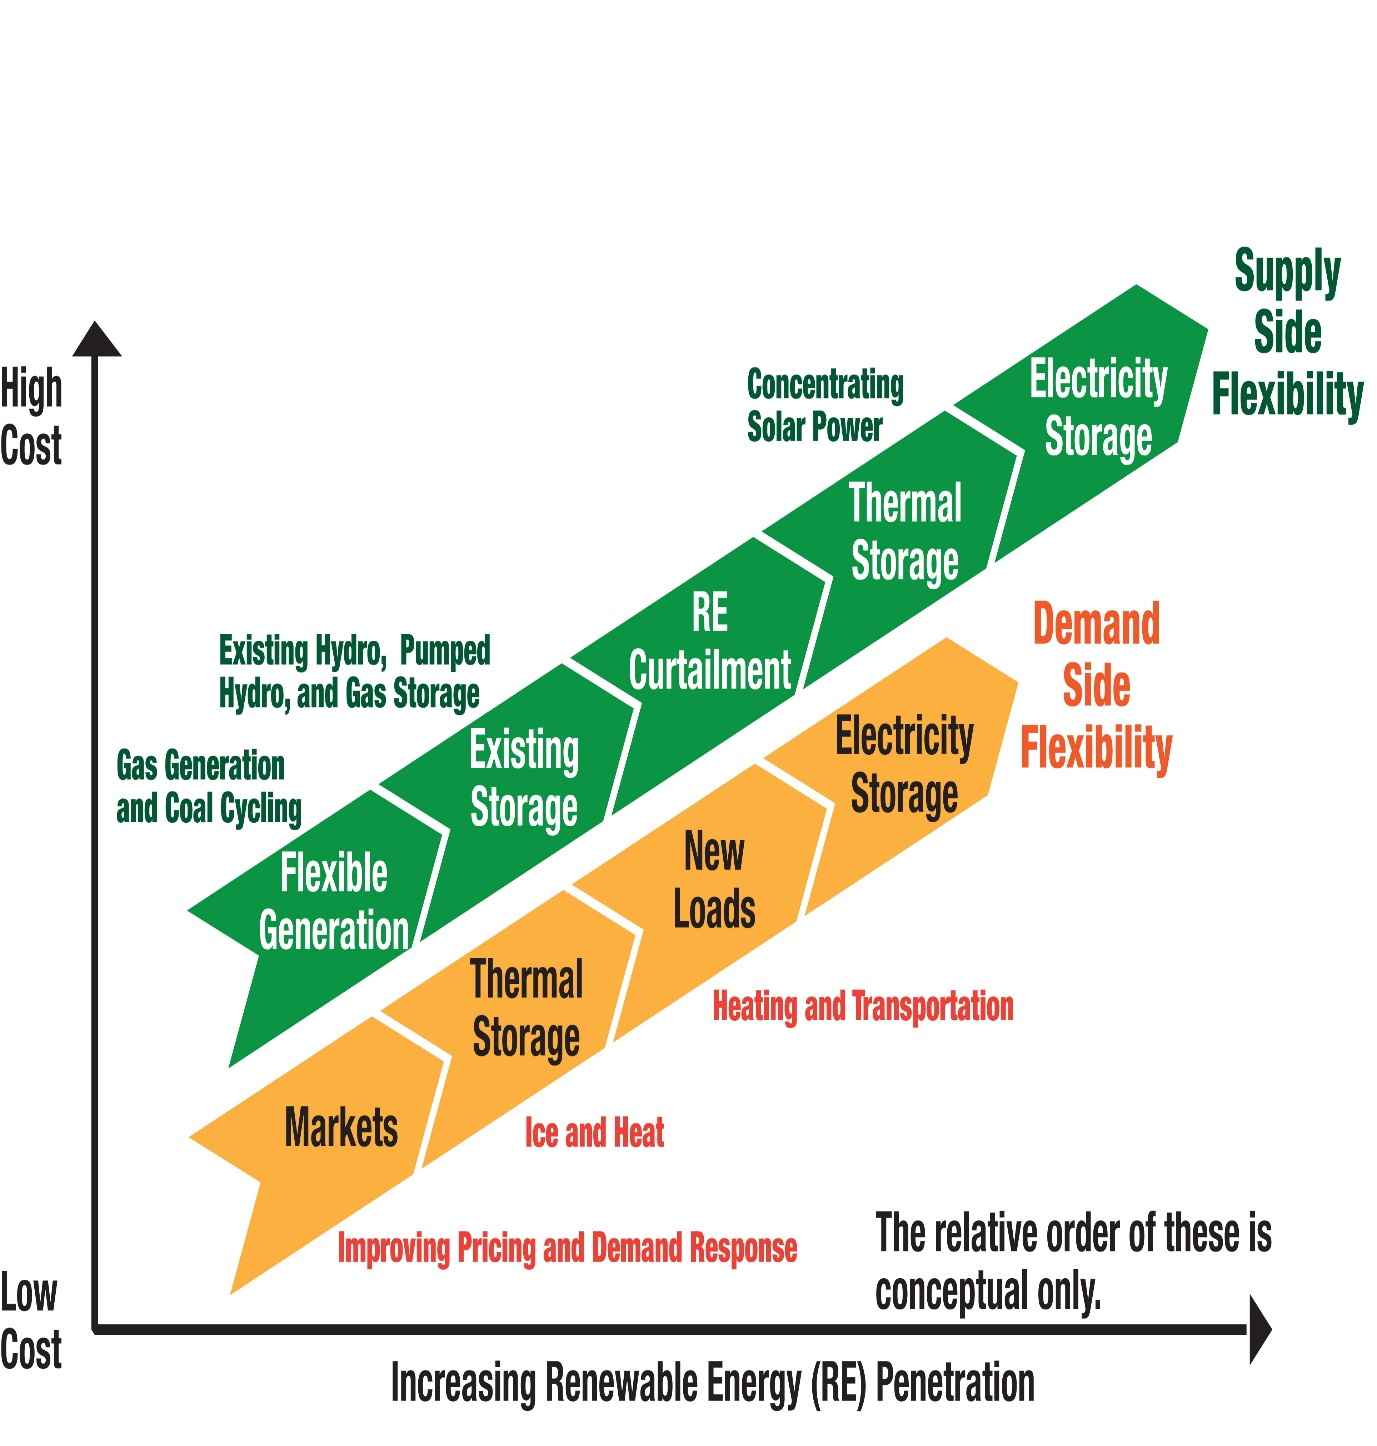 Supply
Side
Flexibility
High
Cost
Concentrating
Solar Power
Electricity
Storage
Thermal
Storage
RE
Curtailment
Existing Hydro,  Pumped
Hydro, and Gas Storage
Existing
Storage
Gas Generation
and Coal Cycling
Flexible
Generation
Demand
Side
Flexibility
Electricity
Storage
New
Loads
Heating and Transportation
Thermal
Storage
Ice and Heat
Markets
Improving Pricing and Demand Response
The relative order of these is
conceptual only.
Low
Cost
Increasing Renewable Energy (RE) Penetration